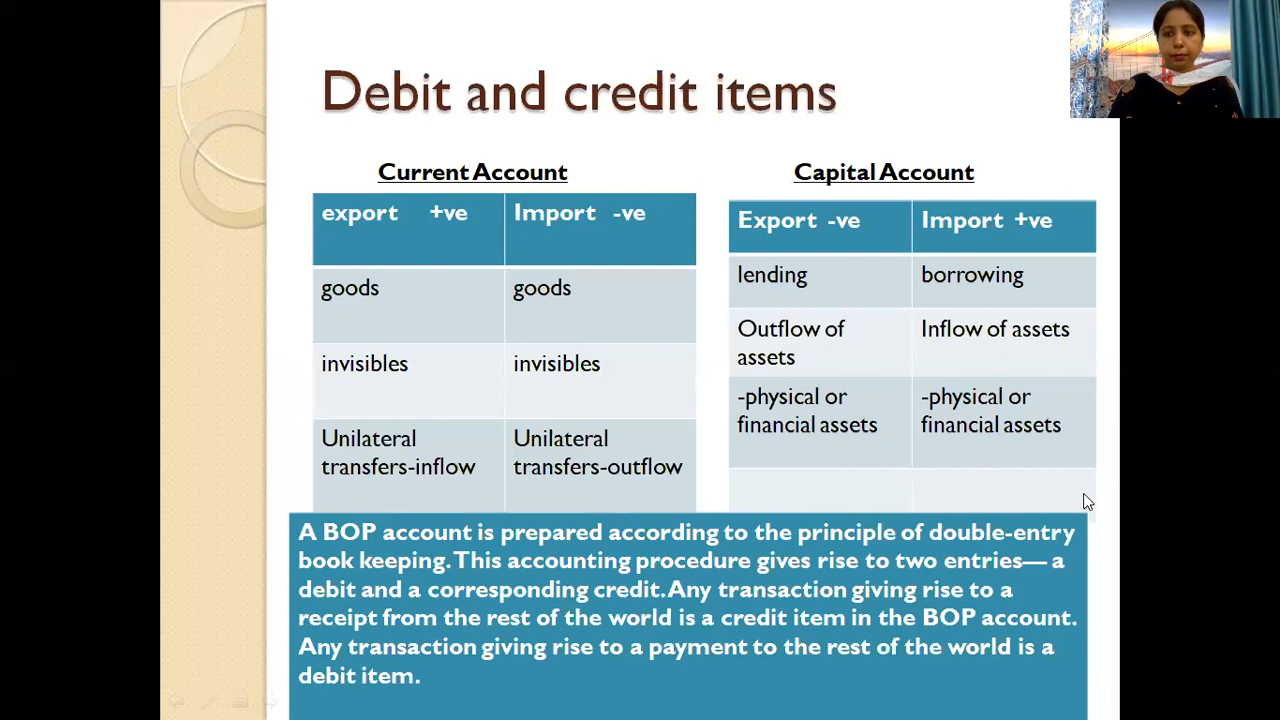 Debit and credit items
Current Account
export +ve
Import -ve
goods
goods
invisibles
invisibles
Unilateral
transfers-inflow
Unilateral
transfers-outflow
Capital Account
Export -ve
Import +ve
lending
borrowing
Outflow of
assets
Inflow of assets
-physical or
financial assets
-physical or
financial assets
A BOP account is prepared according to the principle of double-entry
book keeping. This accounting procedure gives rise to two entries— a
debit and a corresponding credit. Any transaction giving rise to a
receipt from the rest of the world is a credit item in the BOP account.
Any transaction giving rise to a payment to the rest of the world is a
debit item.